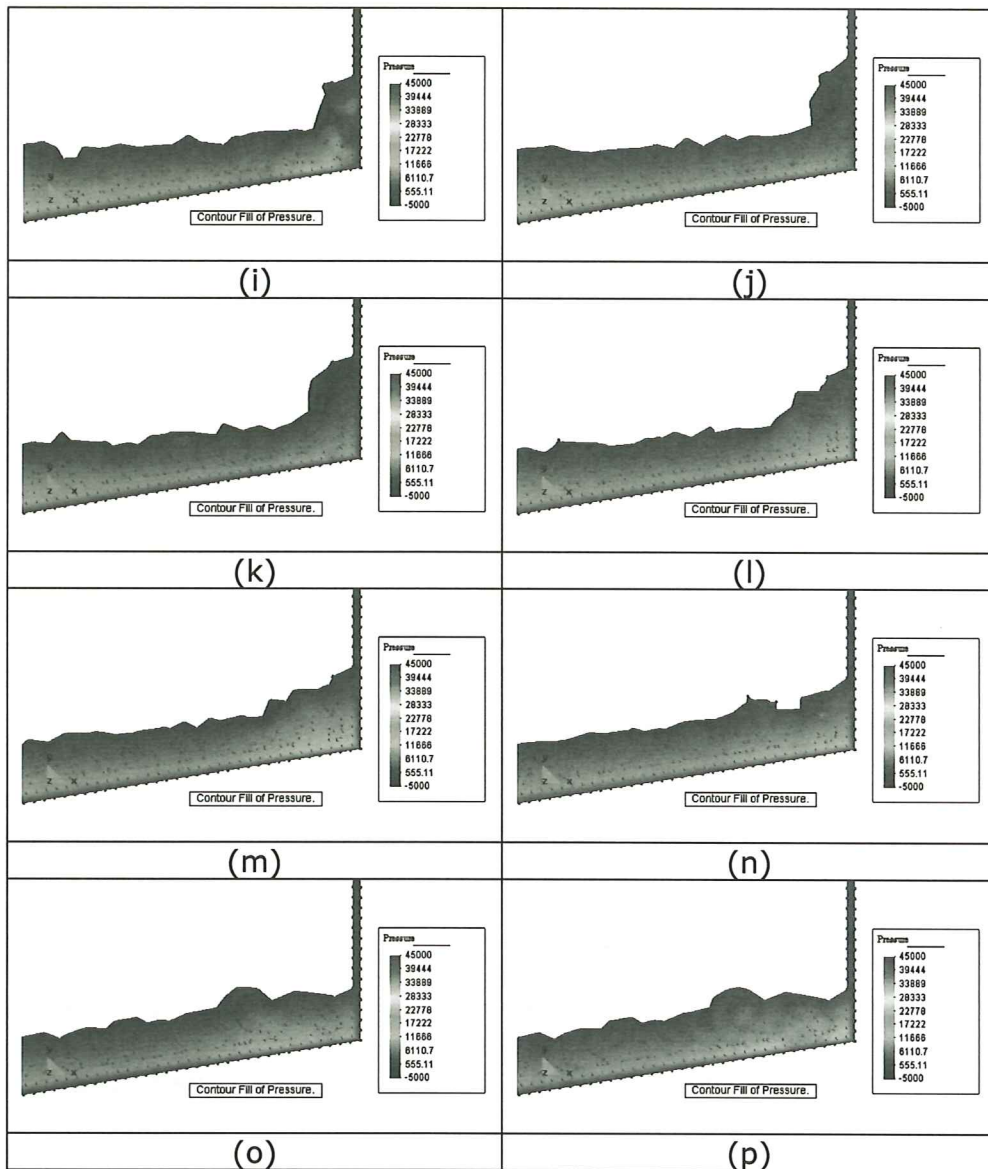 Pressure
45000
39444
33889
28333
22778
17222
11666
6110.7
555.11
-5000
y
z x
Contour Fill of Pressure.
Pressure
45000
39444
33889
28333
22778
17222
11666
6110.7
555.11
-5000
y
z x
Contour Fill of Pressure.
(i)
(j)
Pressure
45000
39444
33889
28333
22778
17222
11666
6110.7
555.11
-5000
y
z x
Contour Fill of Pressure.
Pressure
45000
39444
33889
28333
22778
17222
11666
6110.7
555.11
-5000
y
z x
Contour Fill of Pressure.
(k)
(l)
Pressure
45000
39444
33889
28333
22778
17222
11666
6110.7
555.11
-5000
y
z x
Contour Fill of Pressure.
Pressure
45000
39444
33889
28333
22778
17222
11666
6110.7
555.11
-5000
y
z x
Contour Fill of Pressure.
(m)
(n)
Pressure
45000
39444
33889
28333
22778
17222
11666
6110.7
555.11
-5000
y
z x
Contour Fill of Pressure.
Pressure
45000
39444
33889
28333
22778
17222
11666
6110.7
555.11
-5000
y
z x
Contour Fill of Pressure.
(o)
(p)